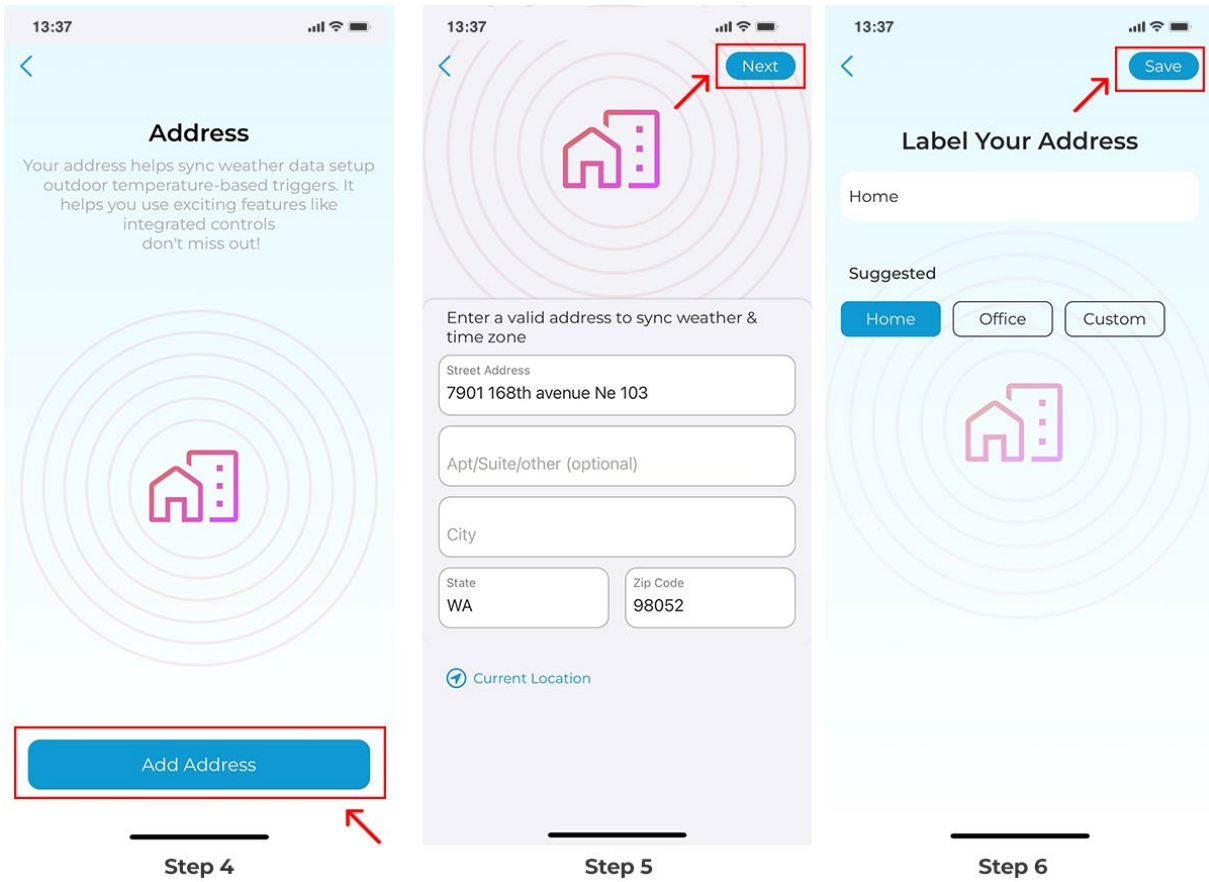 13:37
Address
Your address helps sync weather data setup
outdoor temperature-based triggers. It
helps you use exciting features like
integrated controls
don't miss out!
Add Address
Step 4
13:37
Next
Enter a valid address to sync weather &
time zone
Street Address
7901 168th avenue Ne 103
Apt/Suite/other (optional)
City
State
WA
Zip Code
98052
Current Location
Step 5
13:37
Save
Label Your Address
Home
Suggested
Home
Office
Custom
Step 6